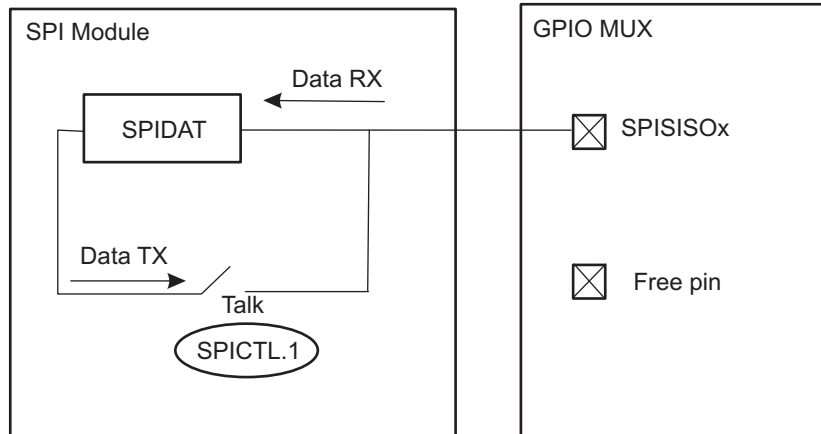 SPI Module
GPIO MUX
Data RX
SPIDAT
SPISISOx
Data TX
Free pin
Talk
SPICTL.1